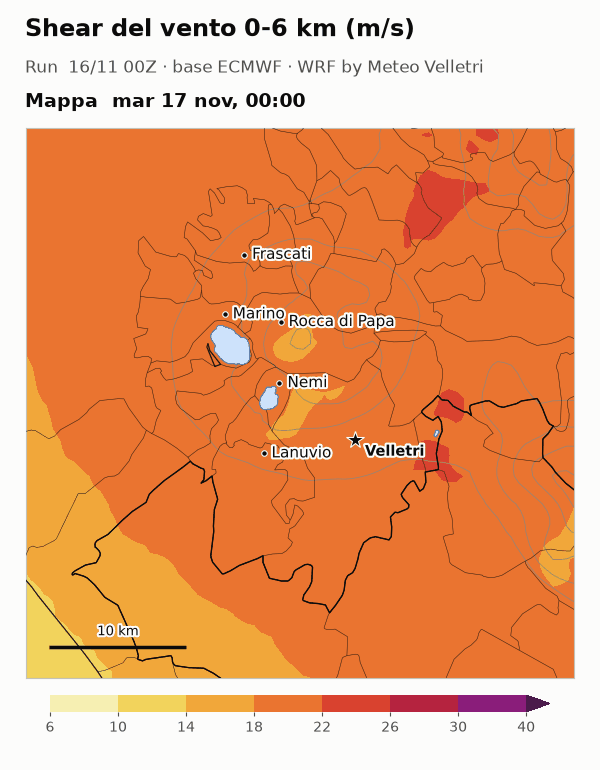 Shear del vento 0-6 km (m/s)
Run  16/11 00Z · base ECMWF · WRF by Meteo Velletri
Mappa  mar 17 nov, 00:00
Frascati
Marino
Rocca di Papa
Nemi
Velletri
Lanuvio
10 km
6 10 14 18 22 26 30 40